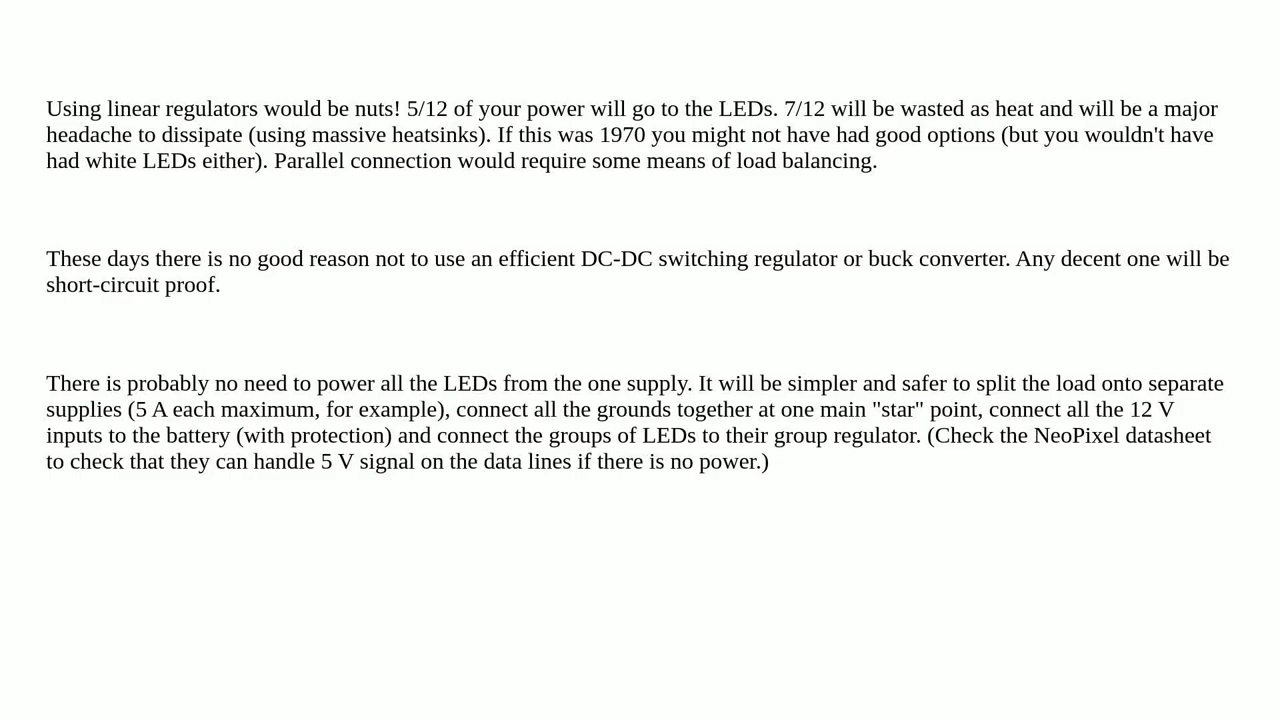 Using linear regulators would be nuts! 5/12 of your power will go to the LEDs. 7/12 will be wasted as heat and will be a major
headache to dissipate (using massive heatsinks). If this was 1970 you might not have had good options (but you wouldn't have
had white LEDs either). Parallel connection would require some means of load balancing.
These days there is no good reason not to use an efficient DC-DC switching regulator or buck converter. Any decent one will be
short-circuit proof.
There is probably no need to power all the LEDs from the one supply. It will be simpler and safer to split the load onto separate
supplies (5 A each maximum, for example), connect all the grounds together at one main "star" point, connect all the 12 V
inputs to the battery (with protection) and connect the groups of LEDs to their group regulator. (Check the NeoPixel datasheet
to check that they can handle 5 V signal on the data lines if there is no power.)